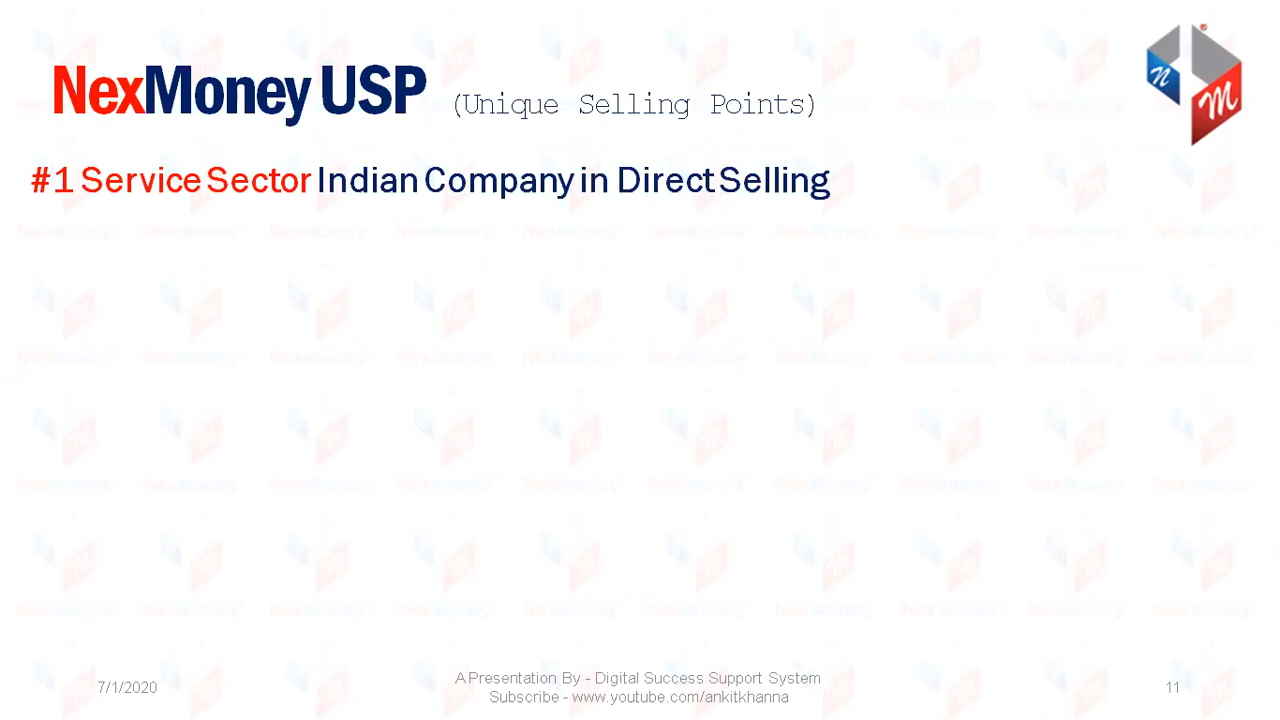 NexMoney USP (Unique Selling Points)
#1 Service Sector Indian Company in Direct Selling
7/1/2020
A Presentation By - Digital Success Support System
Subscribe - www.youtube.com/ankitkhanna
11